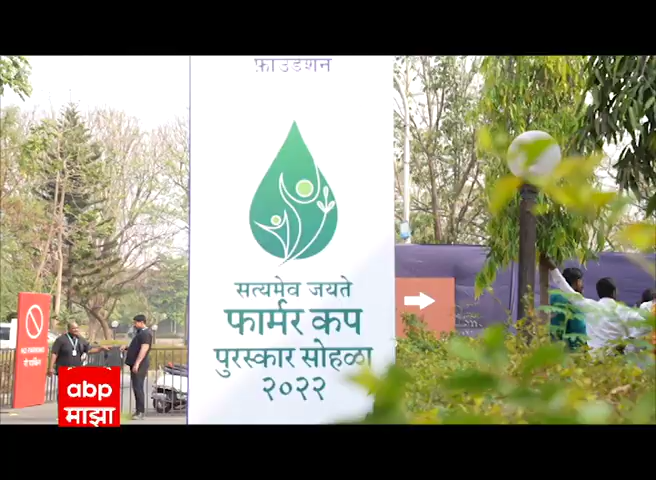 फ़ाउंडेशन
सत्यमेव जयते
फार्मर कप
पुरस्कार सोहळा
२०२२
abp
माझा